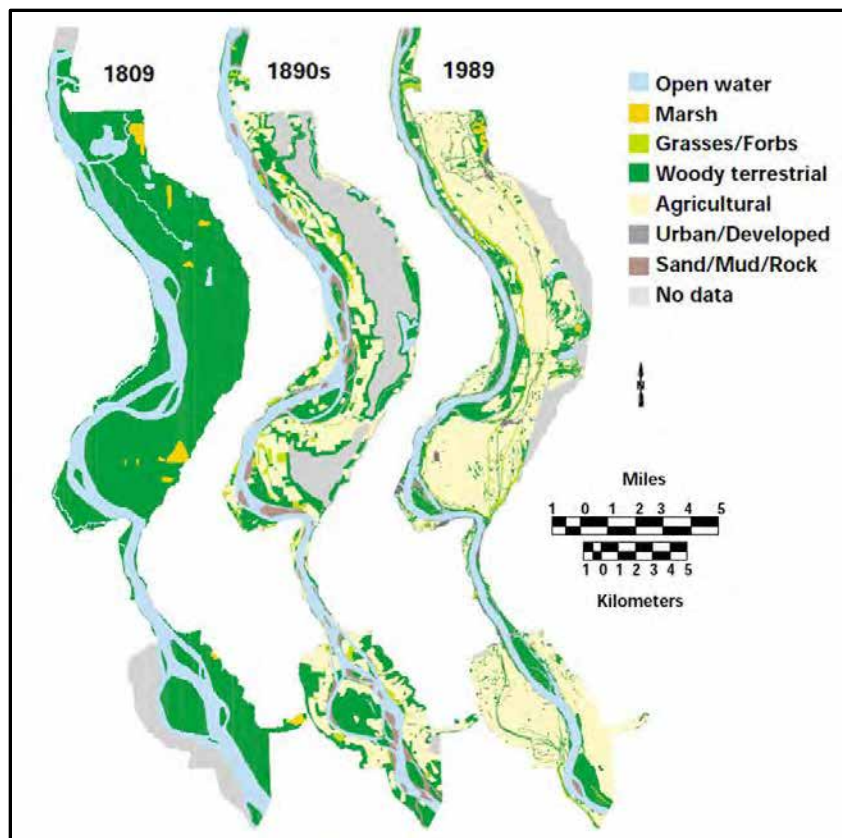 1809
1890s
1989
Open water
Marsh
Grasses/Forbs
Woody terrestrial
Agricultural
Urban/Developed
Sand/Mud/Rock
No data
N
Miles
1 0 1 2 3 4 5
1 0 1 2 3 4 5
Kilometers